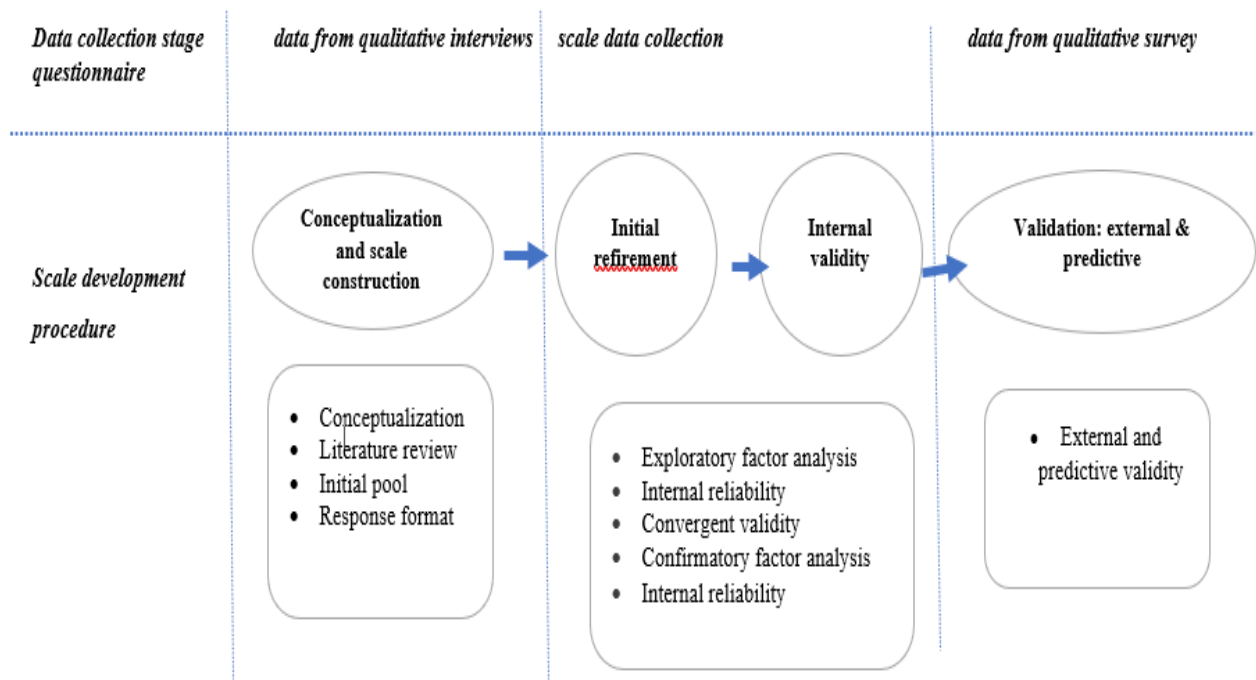 Data collection stage
questionnaire
data from qualitative interviews
scale data collection
data from qualitative survey
Scale development
procedure
Conceptualization
and scale
construction
Initial
refirement
Internal
validity
Validation: external &
predictive
• Conceptualization
• Literature review
• Initial pool
• Response format
• Exploratory factor analysis
• Internal reliability
• Convergent validity
• Confirmatory factor analysis
• Internal reliability
• External and
predictive validity